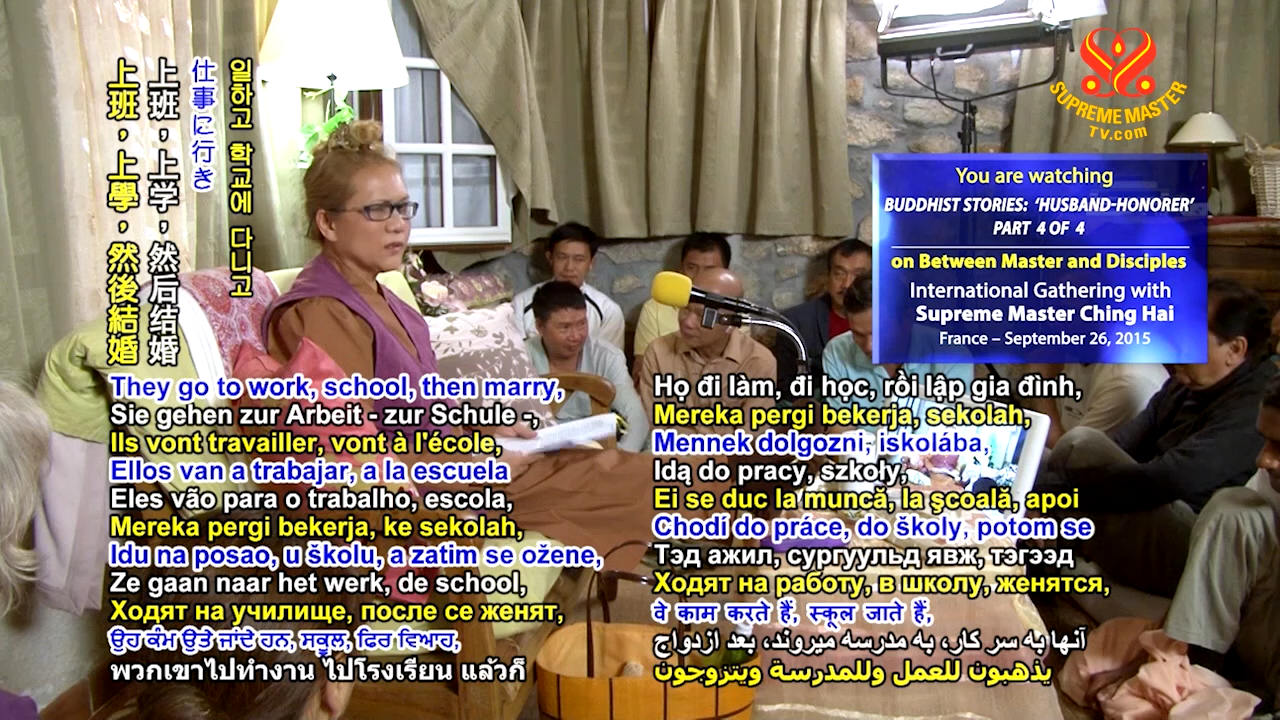 上班，上學，然後結婚
上班，上学，然后结婚
仕事に行き
일하고 학교에 다니고
SUPREME MASTER
TV.com
You are watching
BUDDHIST STORIES: ‘HUSBAND-HONORER’
PART 4 OF 4
on Between Master and Disciples
International Gathering with
Supreme Master Ching Hai
France – September 26, 2015
They go to work, school, then marry,
Sie gehen zur Arbeit - zur Schule -,
Ils vont travailler, vont à l'école,
Ellos van a trabajar, a la escuela
Eles vão para o trabalho, escola,
Mereka pergi bekerja, ke sekolah,
Idu na posao, u školu, a zatim se ožene,
Ze gaan naar het werk, de school,
Ходят на училище, после се женят,
ਉਹ ਕੰਮ ਉਤੇ ਜਾਂਦੇ ਹਨ, ਸਕੂਲ, ਫਿਰ ਵਿਆਹ,
พวกเขาไปทำงาน ไปโรงเรียน แล้วก็
Họ đi làm, đi học, rồi lập gia đình,
Mereka pergi bekerja, sekolah,
Mennek dolgozni, iskolába,
Idą do pracy, szkoły,
Ei se duc la muncă, la şcoală, apoi
Chodí do práce, do školy, potom se
Тэд ажил, сургуульд явж, тэгээд
Ходят на работу, в школу, женятся,
वे काम करते हैं, स्कूल जाते हैं,
آنها به سر کار، به مدرسه میروند، بعد ازدواج
يذهبون للعمل وللمدرسة ويتزوجون